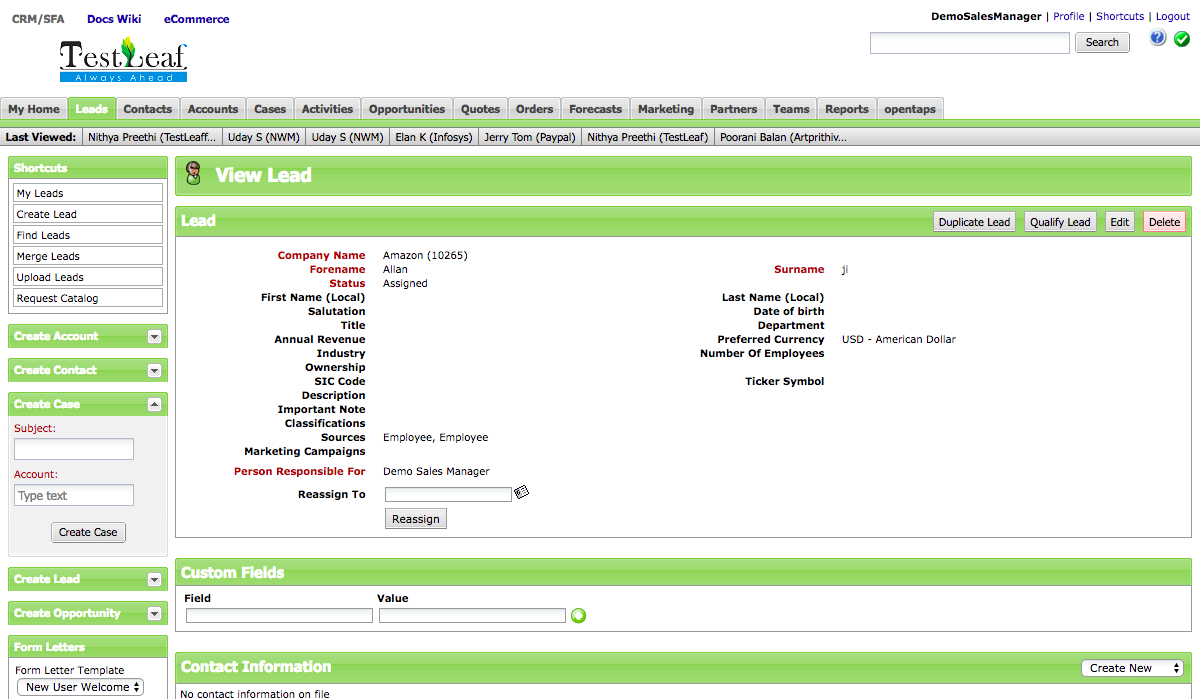 CRM/SFA Docs Wiki eCommerce
DemoSalesManager | Profile | Shortcuts | Logout
TestLeaf
Always Ahead
Search
My Home Leads Contacts Accounts Cases Activities Opportunities Quotes Orders Forecasts Marketing Partners Teams Reports opentaps
Last Viewed: Nithya Preethi (TestLeaff... Uday S (NWM) Uday S (NWM) Elan K (Infosys) Jerry Tom (Paypal) Nithya Preethi (TestLeaf) Poorani Balan (Artprithiv...
Shortcuts
My Leads
Create Lead
Find Leads
Merge Leads
Upload Leads
Request Catalog
Create Account
Create Contact
Create Case
Subject:
Account:
Type text
Create Case
Create Lead
Create Opportunity
Form Letters
Form Letter Template
New User Welcome
View Lead
Lead Duplicate Lead Qualify Lead Edit Delete
Company Name Amazon (10265)
Forename Allan Surname ji
Status Assigned
First Name (Local) Last Name (Local)
Salutation Date of birth
Title Department
Annual Revenue Preferred Currency USD - American Dollar
Industry Number Of Employees
Ownership
SIC Code Ticker Symbol
Description
Important Note
Classifications
Sources Employee, Employee
Marketing Campaigns
Person Responsible For Demo Sales Manager
Reassign To
Reassign
Custom Fields
Field Value
Contact Information Create New
No contact information on file